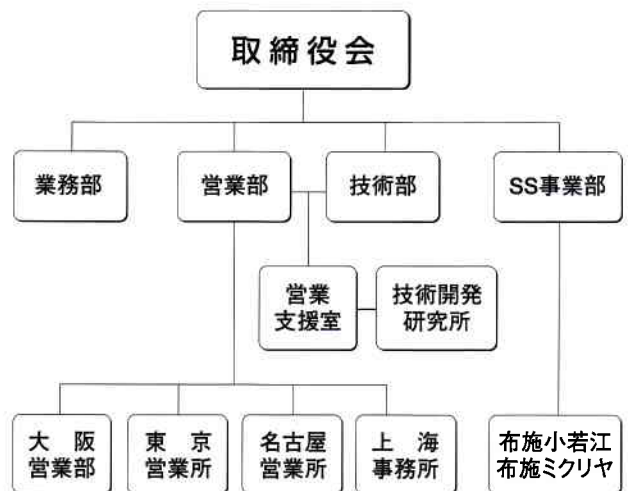 取締役会
業務部
営業部
技術部
SS事業部
営業
支援室
技術開発
研究所
大　阪
営業部
東　京
営業所
名古屋
営業所
上　海
事務所
布施小若江
布施ミクリヤ